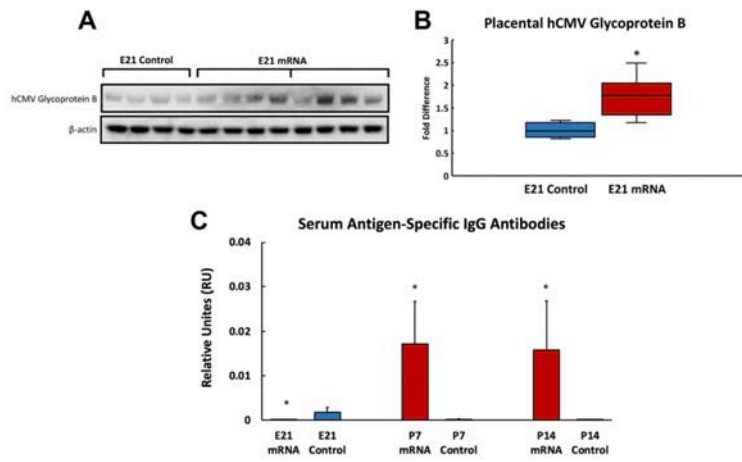 A
E21 Control
E21 mRNA
hCMV Glycoprotein B
β-actin
B
Placental hCMV Glycoprotein B
Fold Difference
3
2.5
2
1.5
1
0.5
0
*
E21 Control
E21 mRNA
C
Serum Antigen-Specific IgG Antibodies
Relative Unites (RU)
0.04
0.03
0.02
0.01
0
*
*
*
E21
mRNA
E21
Control
P7
mRNA
P7
Control
P14
mRNA
P14
Control